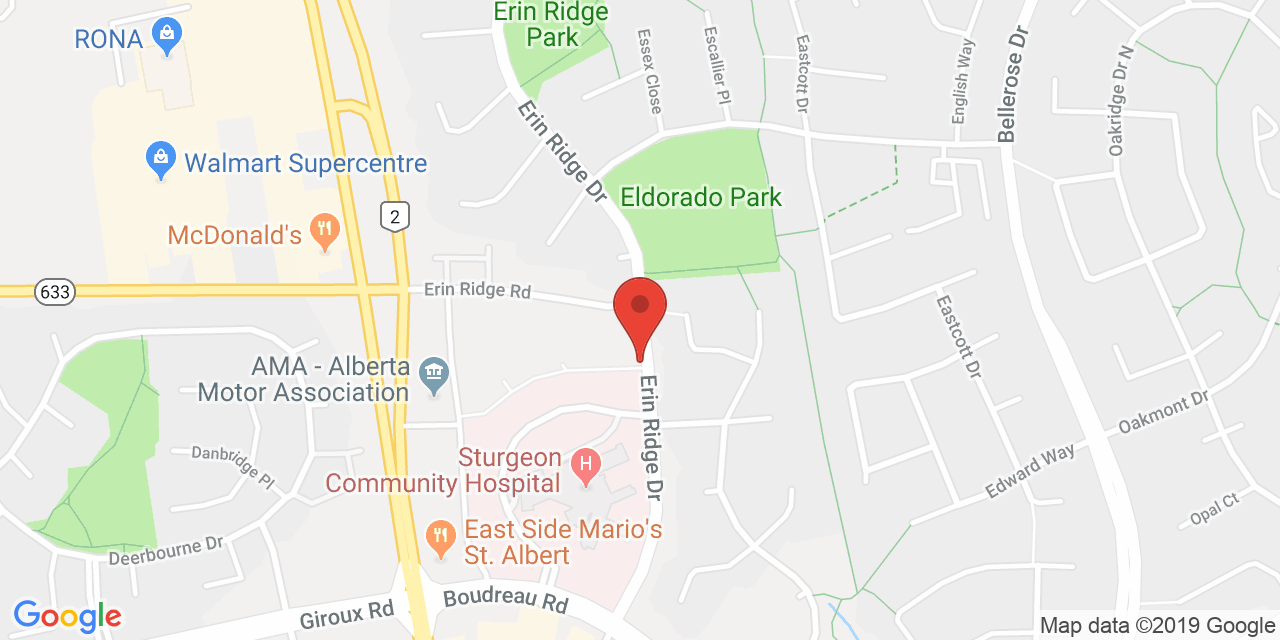 Erin Ridge
Park
RONA
Essex Close
Escallier Pl
Eastcott Dr
English Way
Bellerose Dr
Oakridge Dr N
Erin Ridge Dr
Walmart Supercentre
Eldorado Park
2
McDonald's
633
Erin Ridge Rd
Eastcott Dr
AMA - Alberta
Motor Association
Erin Ridge Dr
Oakmont Dr
Danbridge Pl
Sturgeon
Community Hospital
H
Edward Way
Opal Ct
East Side Mario's
St. Albert
Deerbourne Dr
Boudreau Rd
Giroux Rd
Google
Map data ©2019 Google